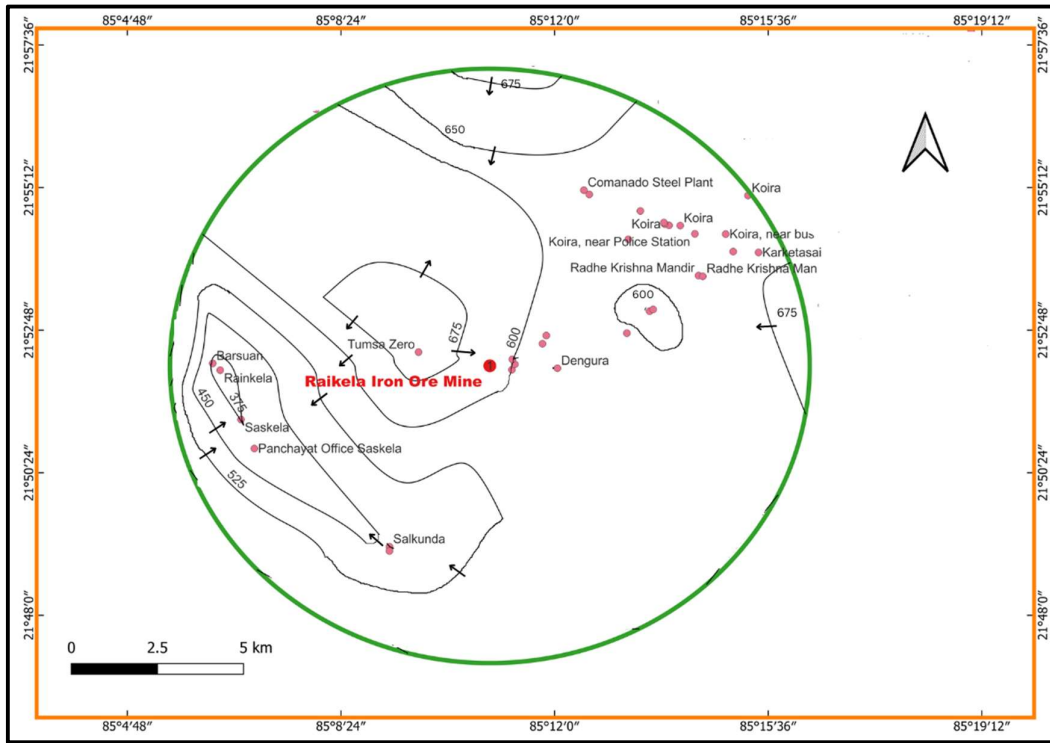 85°4′48″
85°8′24″
85°12′0″
85°15′36″
85°19′12″
21°57′36″
21°57′36″
675
650
21°55′12″
21°55′12″
Comanado Steel Plant
Koira
Koira
Koira
Koira, near Police Station
Koira, near bus
Karketasai
Radhe Krishna Mandir
Radhe Krishna Man
600
675
21°52′48″
21°52′48″
675
600
Tumsa Zero
Dengura
Barsuan
Rainkela
Raikela Iron Ore Mine
450
375
Saskela
Panchayat Office Saskela
21°50′24″
21°50′24″
525
Salkunda
21°48′0″
21°48′0″
0
2.5
5 km
85°4′48″
85°8′24″
85°12′0″
85°15′36″
85°19′12″